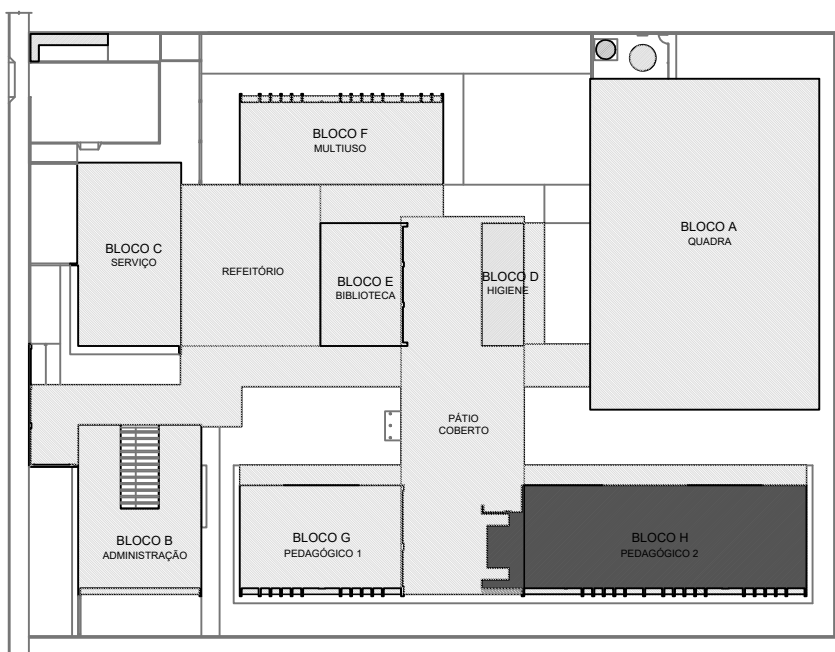 BLOCO F
MULTIUSO
BLOCO A
QUADRA
BLOCO C
SERVIÇO
REFEITÓRIO
BLOCO E
BIBLIOTECA
BLOCO D
HIGIENE
PÁTIO
COBERTO
BLOCO B
ADMINISTRAÇÃO
BLOCO G
PEDAGÓGICO 1
BLOCO H
PEDAGÓGICO 2